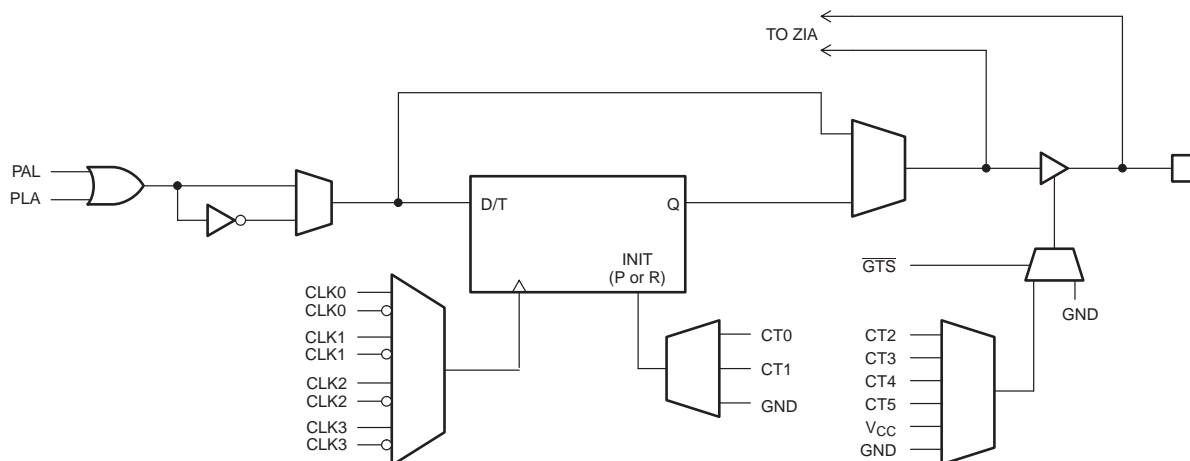 TO ZIA
PAL
PLA
D/T
Q
INIT
(P or R)
GTS
GND
CLK0
CLK0
CLK1
CLK1
CLK2
CLK2
CLK3
CLK3
CT0
CT1
GND
CT2
CT3
CT4
CT5
VCC
GND